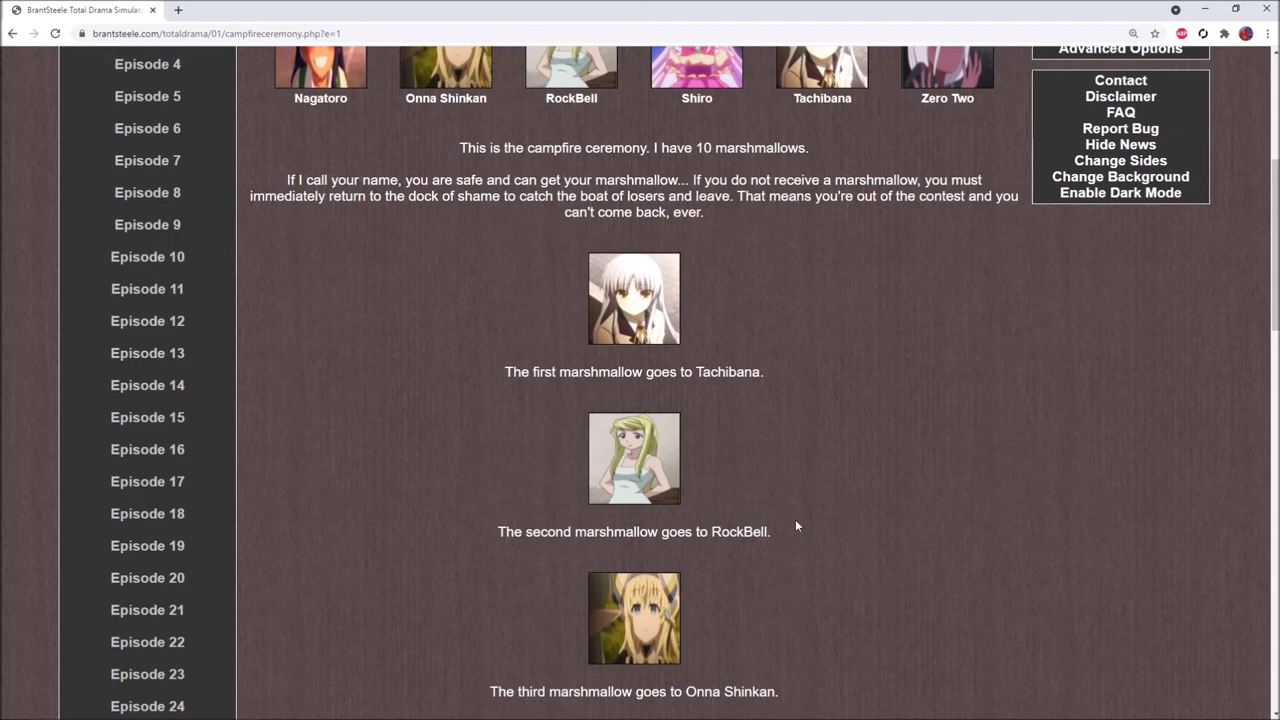 BrantSteele Total Drama Simulat
brantsteele.com/totaldrama/01/campfireceremony.php?e=1
ABP
Episode 4
Episode 5
Episode 6
Episode 7
Episode 8
Episode 9
Episode 10
Episode 11
Episode 12
Episode 13
Episode 14
Episode 15
Episode 16
Episode 17
Episode 18
Episode 19
Episode 20
Episode 21
Episode 22
Episode 23
Episode 24
Nagatoro Onna Shinkan RockBell Shiro Tachibana Zero Two
This is the campfire ceremony. I have 10 marshmallows.
If I call your name, you are safe and can get your marshmallow... If you do not receive a marshmallow, you must
immediately return to the dock of shame to catch the boat of losers and leave. That means you're out of the contest and you
can't come back, ever.
The first marshmallow goes to Tachibana.
The second marshmallow goes to RockBell.
The third marshmallow goes to Onna Shinkan.
Advanced Options
Contact
Disclaimer
FAQ
Report Bug
Hide News
Change Sides
Change Background
Enable Dark Mode